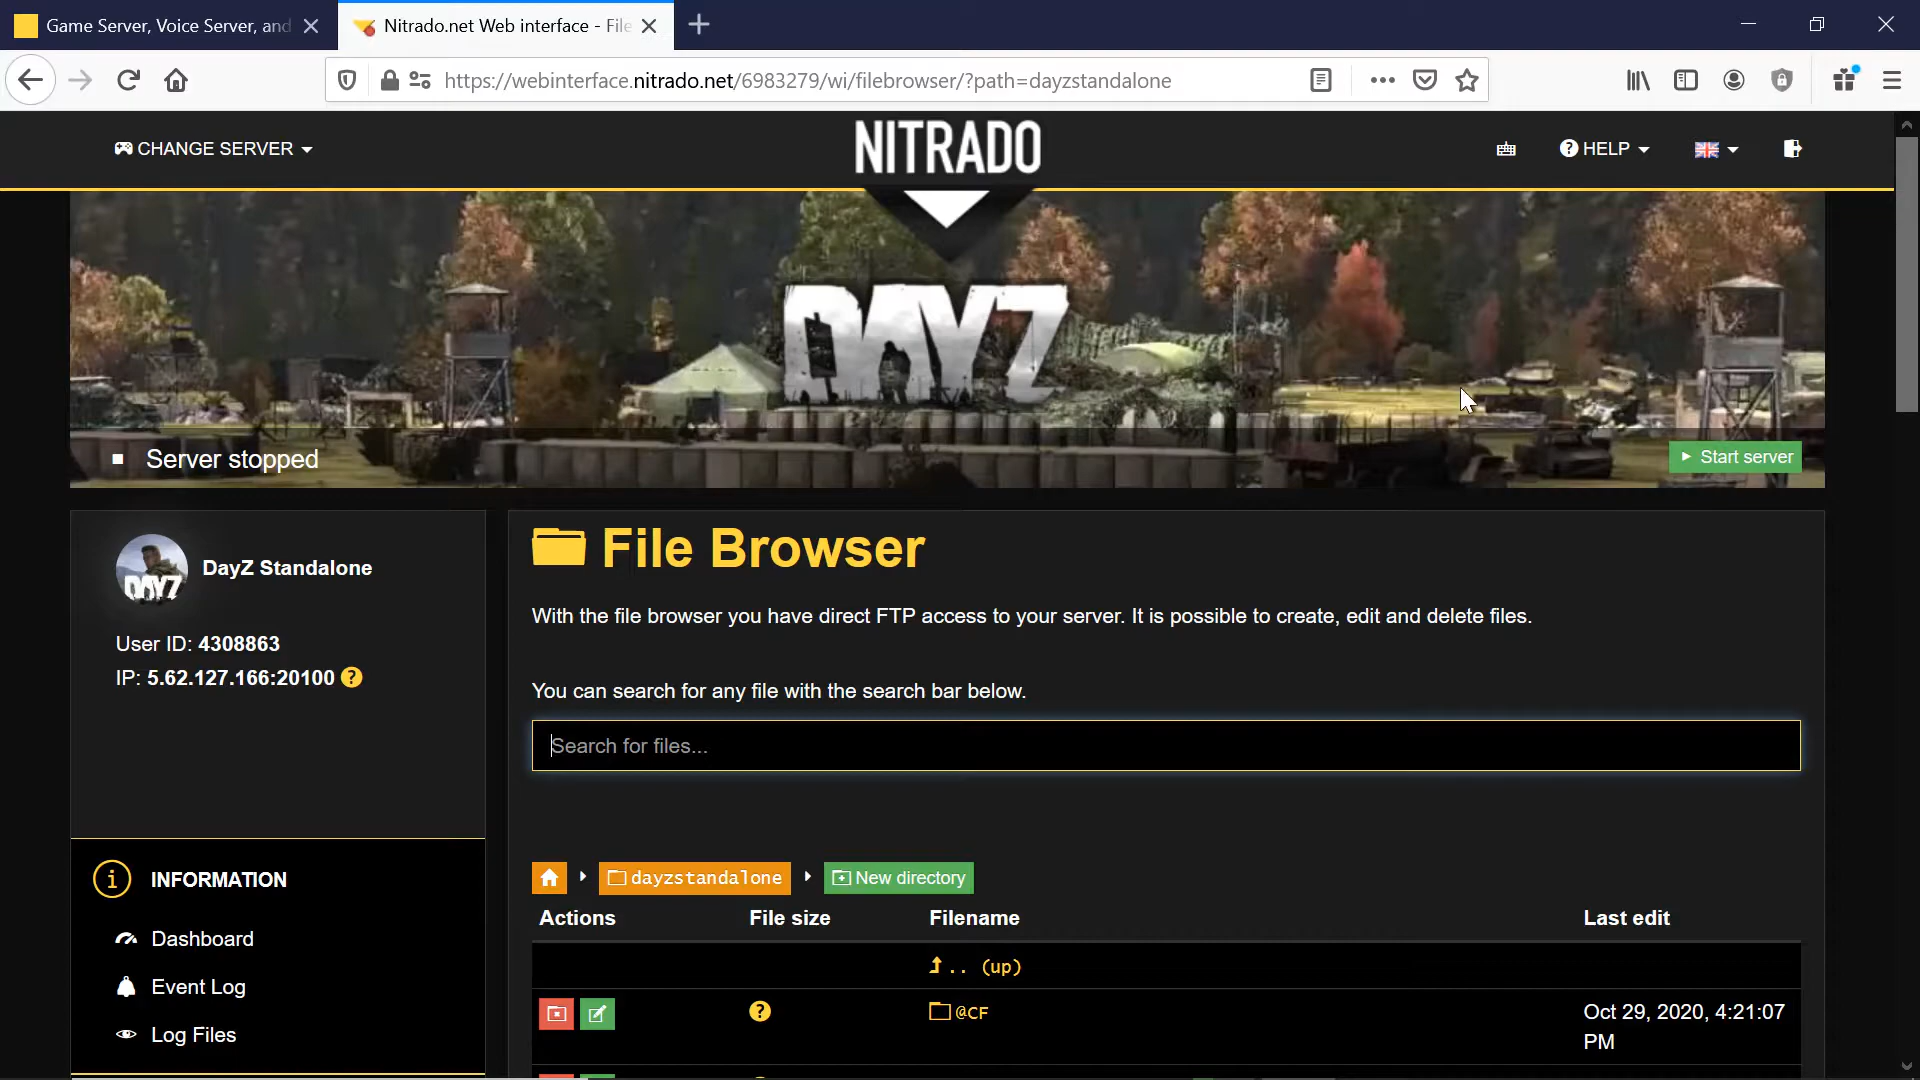 Game Server, Voice Server, and
Nitrado.net Web interface - File
https://webinterface.nitrado.net/6983279/wi/filebrowser/?path=dayzstandalone
CHANGE SERVER
NITRADO
HELP
DAYZ
Server stopped
Start server
DAYZ
DayZ Standalone
User ID: 4308863
IP: 5.62.127.166:20100 ?
INFORMATION
Dashboard
Event Log
Log Files
File Browser
With the file browser you have direct FTP access to your server. It is possible to create, edit and delete files.
You can search for any file with the search bar below.
Search for files...
dayzstandalone
New directory
Actions File size Filename Last edit
.. (up)
? @CF Oct 29, 2020, 4:21:07 PM